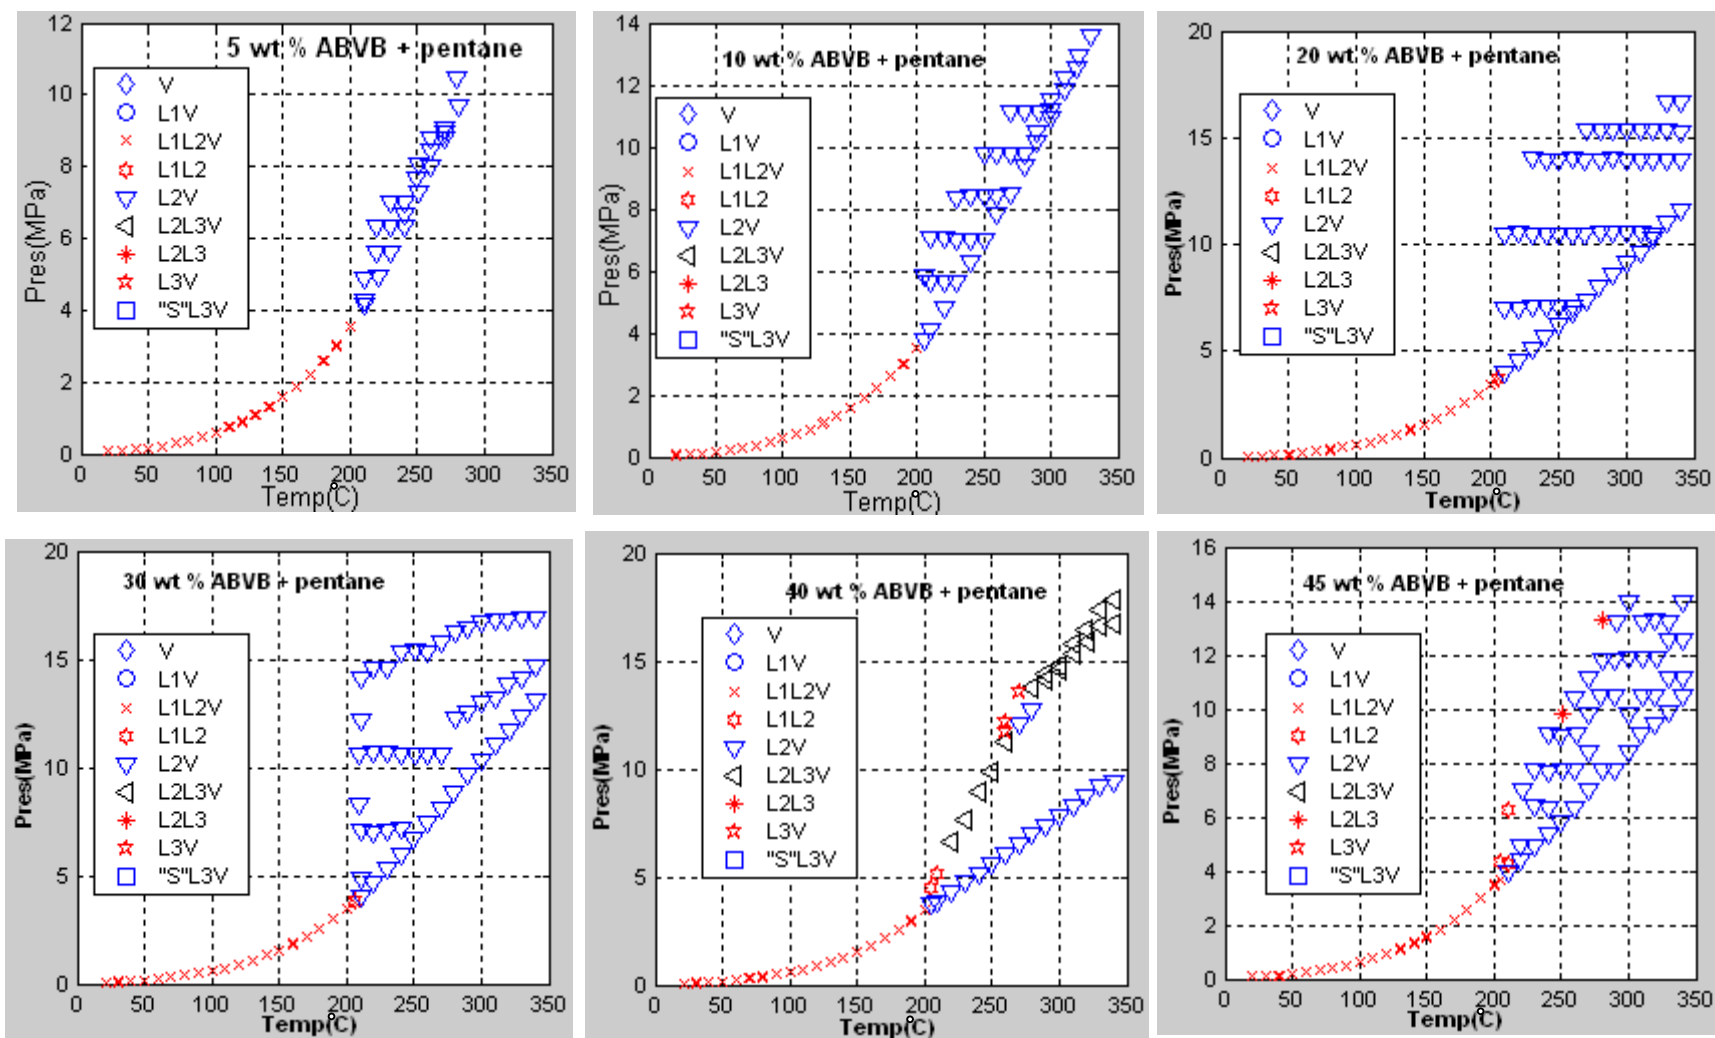 5 wt % ABVB + pentane
12
10
8
6
4
2
0
Pres(MPa)
V
L1V
L1L2V
L1L2
L2V
L2L3V
L2L3
L3V
"S"L3V
0 50 100 150 200 250 300 350
Temp(°C)
10 wt % ABVB + pentane
14
12
10
8
6
4
2
0
Pres(MPa)
V
L1V
L1L2V
L1L2
L2V
L2L3V
L2L3
L3V
"S"L3V
0 50 100 150 200 250 300 350
Temp(°C)
20 wt % ABVB + pentane
20
15
10
5
0
Pres(MPa)
V
L1V
L1L2V
L1L2
L2V
L2L3V
L2L3
L3V
"S"L3V
0 50 100 150 200 250 300 350
Temp(°C)
30 wt % ABVB + pentane
20
15
10
5
0
Pres(MPa)
V
L1V
L1L2V
L1L2
L2V
L2L3V
L2L3
L3V
"S"L3V
0 50 100 150 200 250 300 350
Temp(°C)
40 wt % ABVB + pentane
20
15
10
5
0
Pres(MPa)
V
L1V
L1L2V
L1L2
L2V
L2L3V
L2L3
L3V
"S"L3V
0 50 100 150 200 250 300 350
Temp(°C)
45 wt % ABVB + pentane
16
14
12
10
8
6
4
2
0
Pres(MPa)
V
L1V
L1L2V
L1L2
L2V
L2L3V
L2L3
L3V
"S"L3V
0 50 100 150 200 250 300 350
Temp(°C)